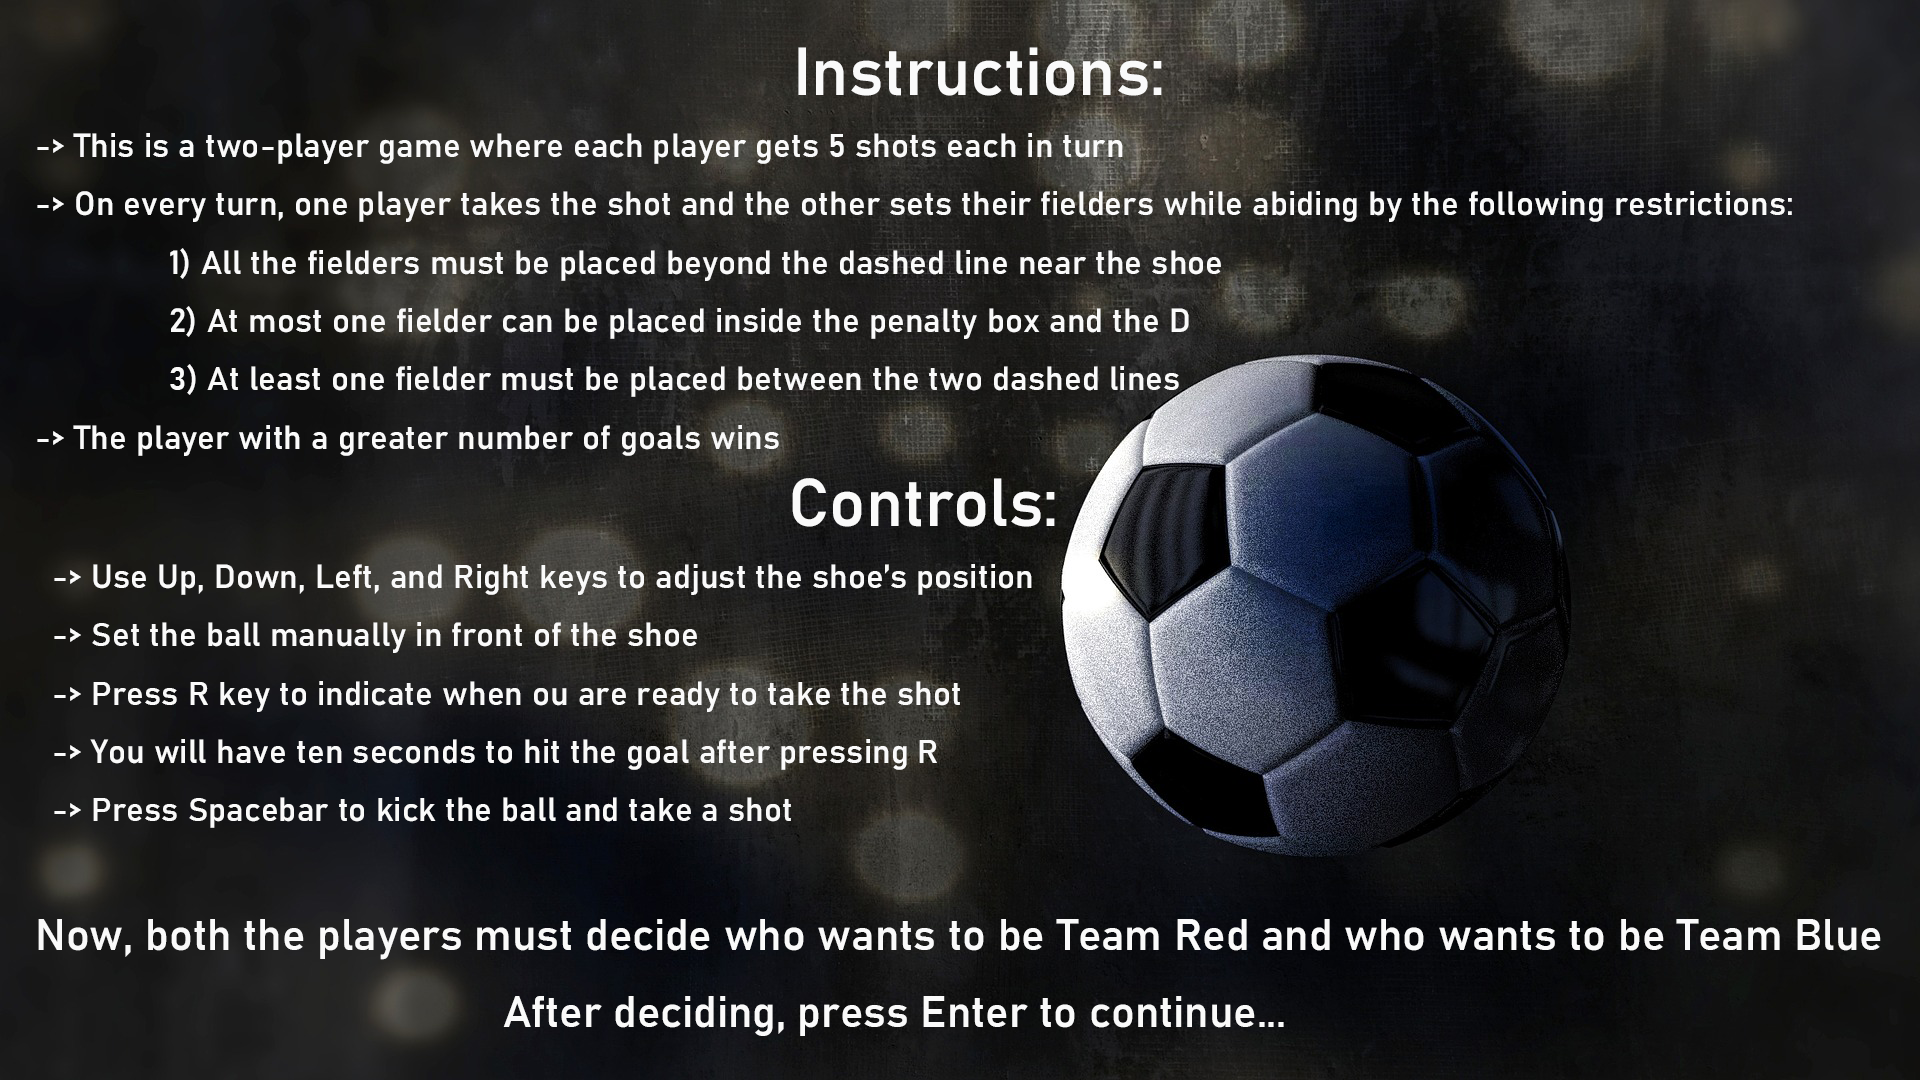 Instructions:
-> This is a two-player game where each player gets 5 shots each in turn
-> On every turn, one player takes the shot and the other sets their fielders while abiding by the following restrictions:
1) All the fielders must be placed beyond the dashed line near the shoe
2) At most one fielder can be placed inside the penalty box and the D
3) At least one fielder must be placed between the two dashed lines
-> The player with a greater number of goals wins
Controls:
-> Use Up, Down, Left, and Right keys to adjust the shoe's position
-> Set the ball manually in front of the shoe
-> Press R key to indicate when ou are ready to take the shot
-> You will have ten seconds to hit the goal after pressing R
-> Press Spacebar to kick the ball and take a shot
Now, both the players must decide who wants to be Team Red and who wants to be Team Blue
After deciding, press Enter to continue...